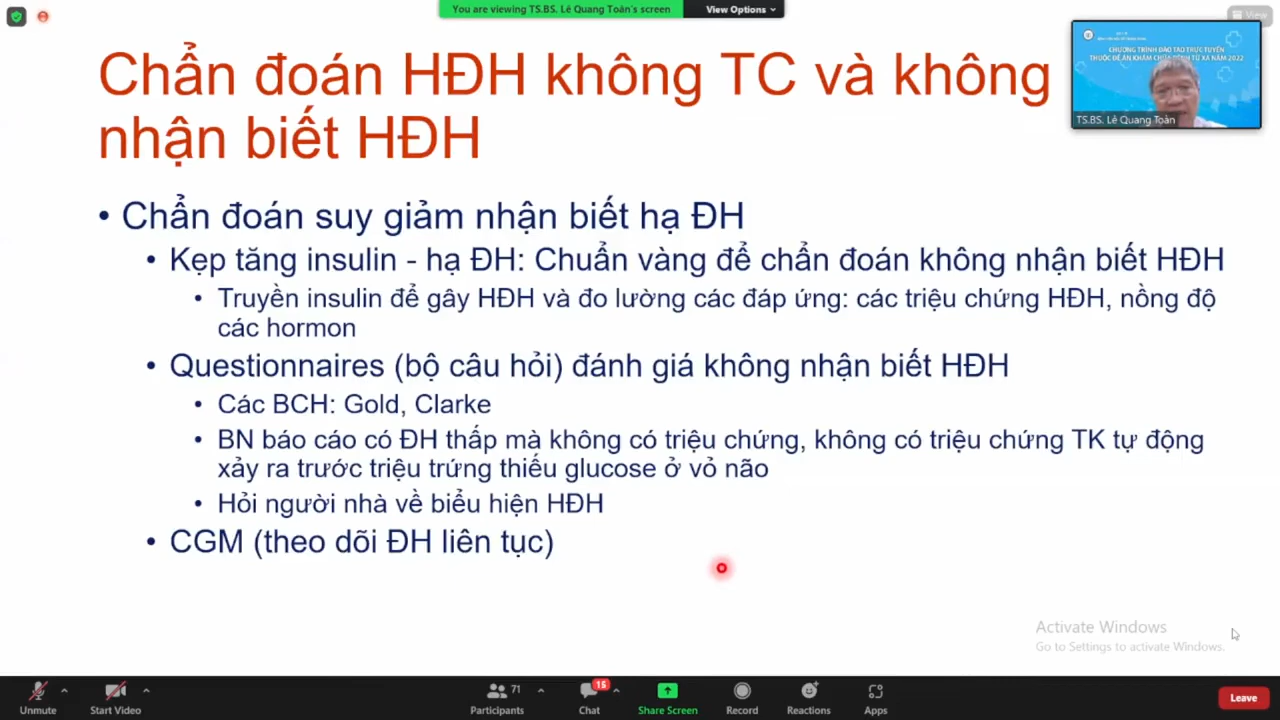 You are viewing TS.BS. Lê Quang Toàn's screen
View Options
View
Chẩn đoán HĐH không TC và không
nhận biết HĐH
CHƯƠNG TRÌNH ĐÀO TẠO TRỰC TUYẾN
THUỘC ĐỀ ÁN KHÁM CHỮA BỆNH TỪ XA NĂM 2022
TS.BS. Lê Quang Toàn
• Chẩn đoán suy giảm nhận biết hạ ĐH
• Kẹp tăng insulin - hạ ĐH: Chuẩn vàng để chẩn đoán không nhận biết HĐH
• Truyền insulin để gây HĐH và đo lường các đáp ứng: các triệu chứng HĐH, nồng độ
các hormon
• Questionnaires (bộ câu hỏi) đánh giá không nhận biết HĐH
• Các BCH: Gold, Clarke
• BN báo cáo có ĐH thấp mà không có triệu chứng, không có triệu chứng TK tự động
xảy ra trước triệu trứng thiếu glucose ở vỏ não
• Hỏi người nhà về biểu hiện HĐH
• CGM (theo dõi ĐH liên tục)
Activate Windows
Go to Settings to activate Windows.
Unmute
Start Video
71
Participants
15
Chat
Share Screen
Record
Reactions
Apps
Leave